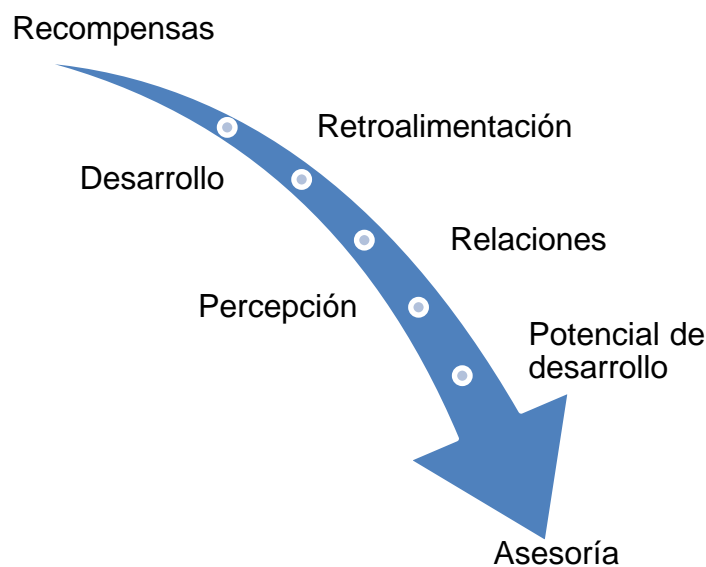 Recompensas
Retroalimentación
Desarrollo
Relaciones
Percepción
Potencial de
desarrollo
Asesoría